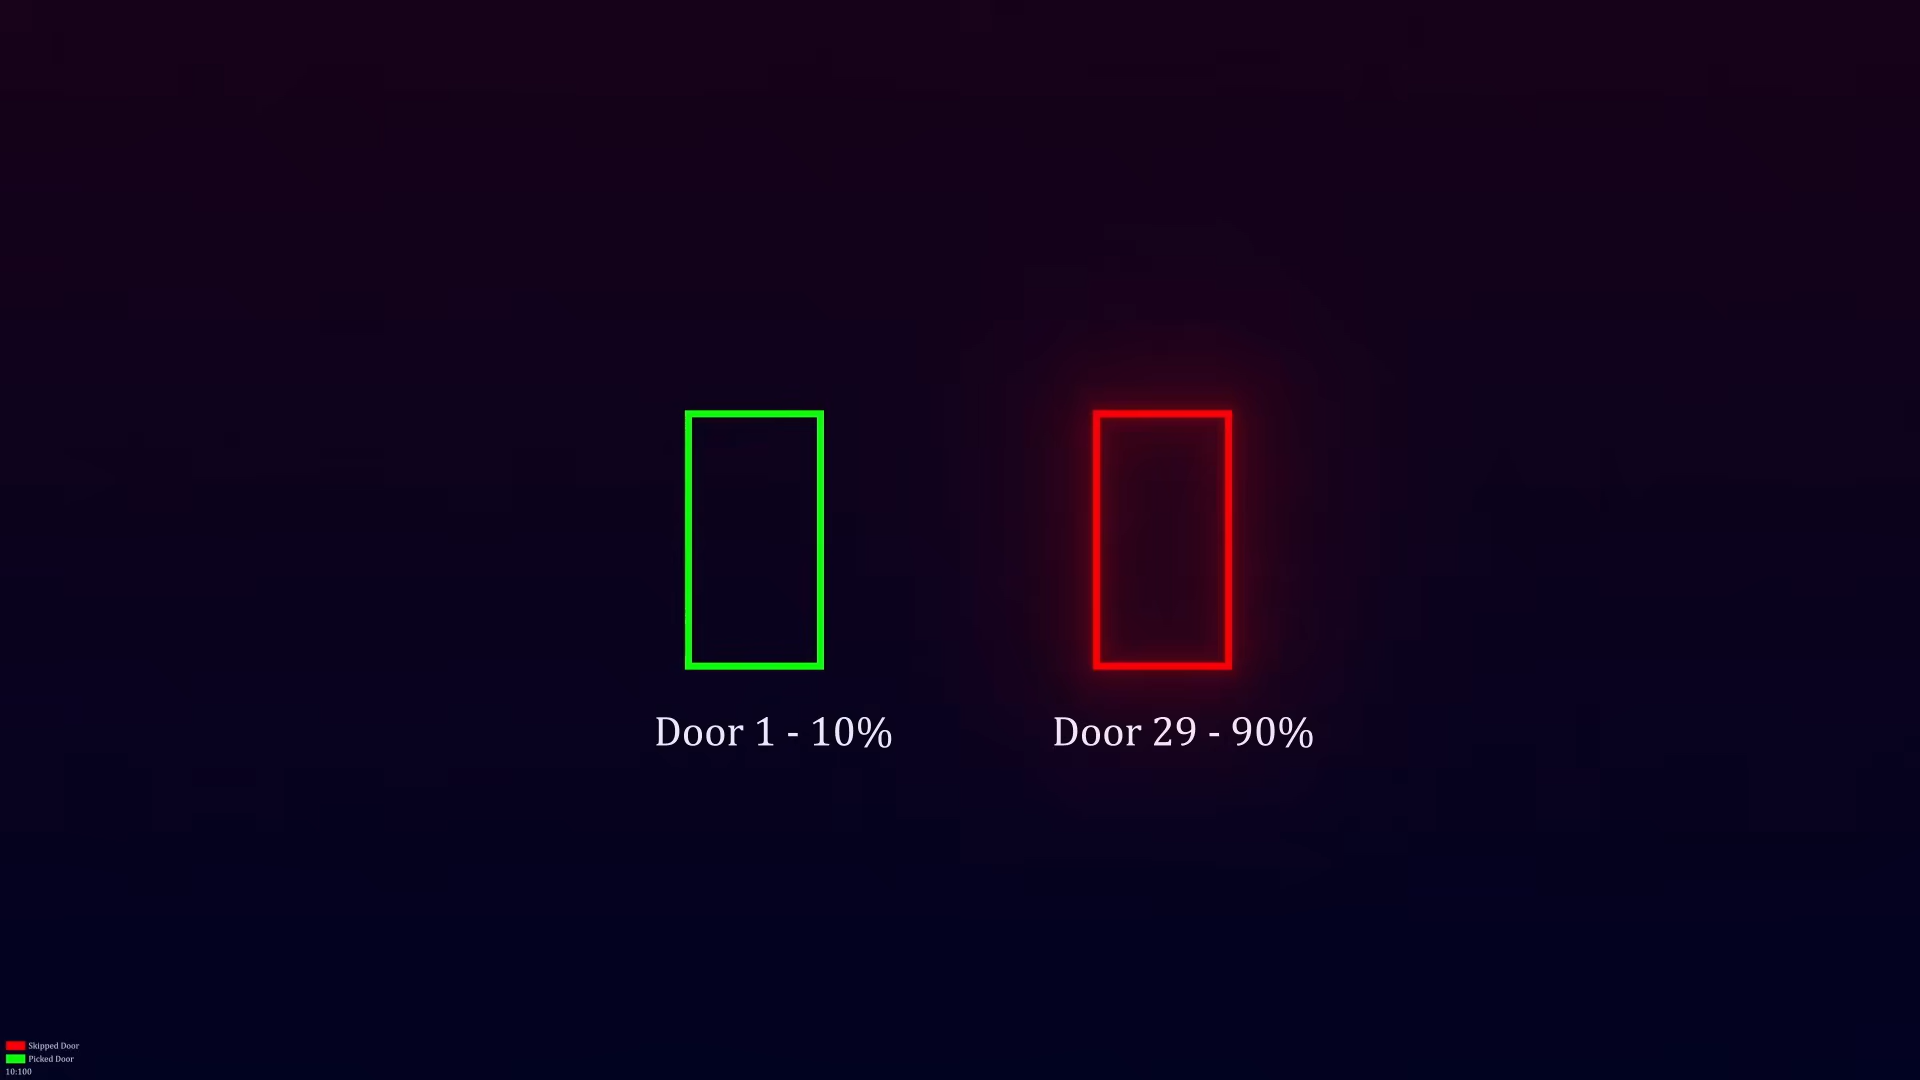 Door 1 - 10%
Door 29 - 90%
Skipped Door
Picked Door
10:100